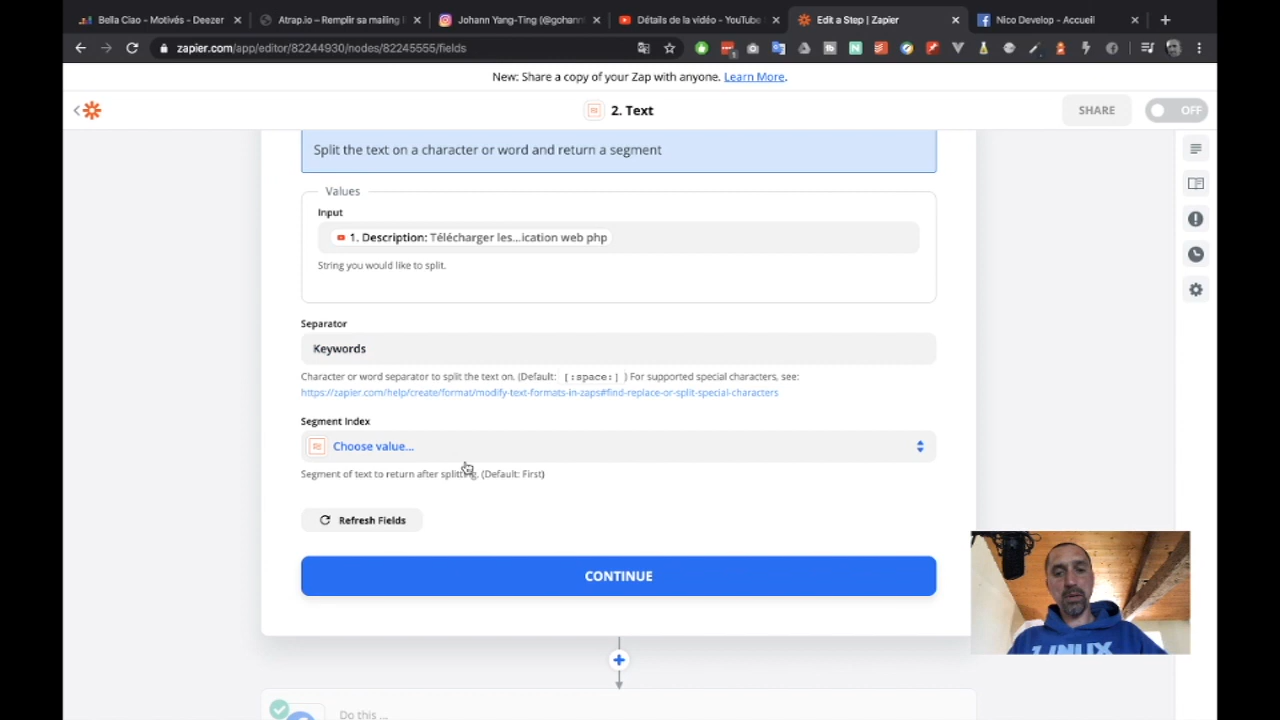 Bella Ciao - Motivés - Deezer
Atrap.io – Remplir sa mailing l
Johann Yang-Ting (@gohann
Détails de la vidéo - YouTube
Edit a Step | Zapier
Nico Develop - Accueil
zapier.com/app/editor/82244930/nodes/82245555/fields
New: Share a copy of your Zap with anyone. Learn More.
2. Text
SHARE
OFF
Split the text on a character or word and return a segment
Values
Input
1. Description: Télécharger les...ication web php
String you would like to split.
Separator
Keywords
Character or word separator to split the text on. (Default: [:space:] ) For supported special characters, see:
https://zapier.com/help/create/format/modify-text-formats-in-zaps#find-replace-or-split-special-characters
Segment Index
Choose value...
Segment of text to return after splitting. (Default: First)
Refresh Fields
CONTINUE
LINUX
Do this ...